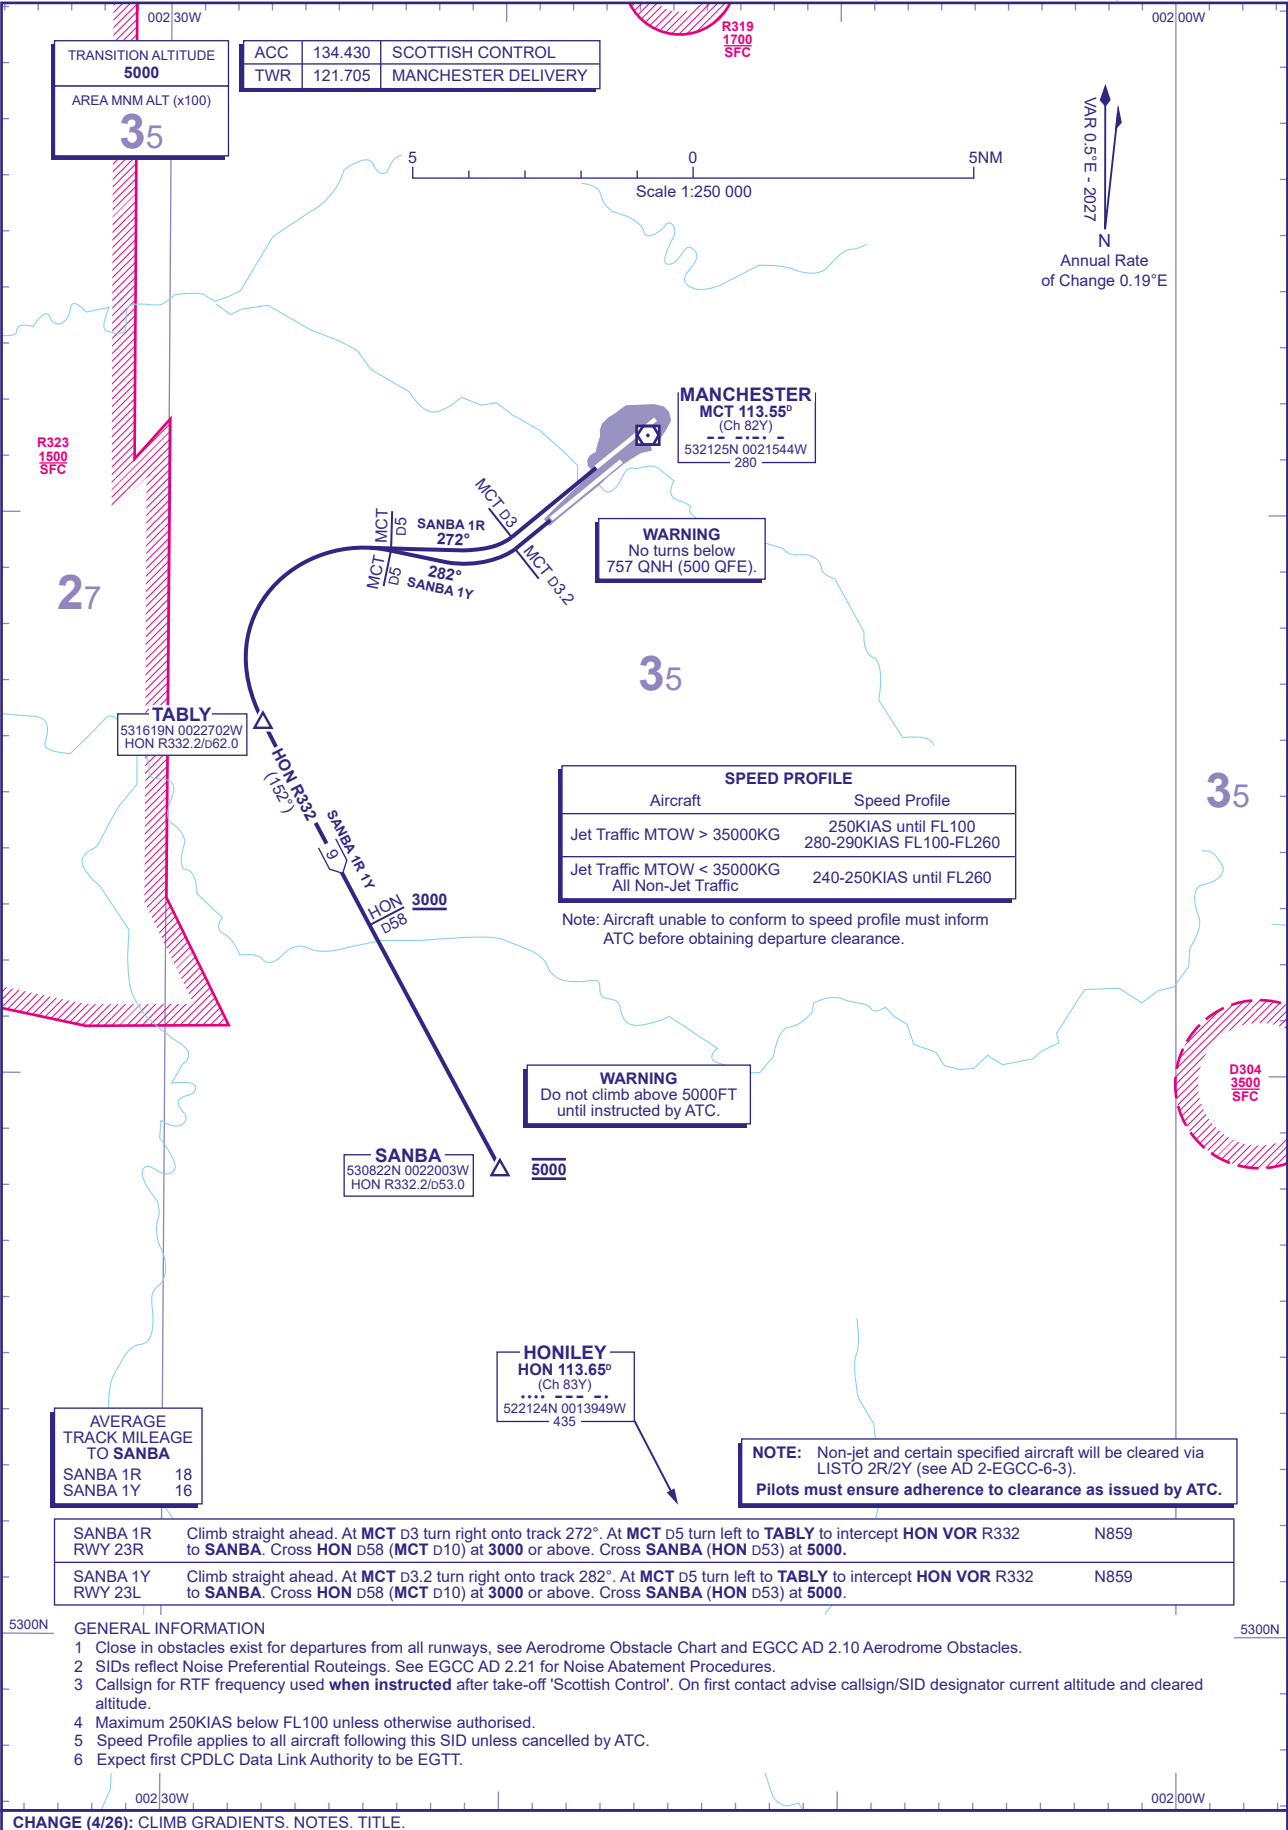 002 30W
002 00W
R319
1700
SFC
TRANSITION ALTITUDE
5000
AREA MNM ALT (x100)
35
ACC 134.430 SCOTTISH CONTROL
TWR 121.705 MANCHESTER DELIVERY
VAR 0.5°E - 2027
N
Annual Rate
of Change 0.19°E
5 0 5NM
Scale 1:250 000
MANCHESTER
MCT 113.55D
(Ch 82Y)
532125N 0021544W
280
R323
1500
SFC
MCT D3
MCT D5
SANBA 1R
272°
MCT D5
282°
SANBA 1Y
MCT D3.2
WARNING
No turns below
757 QNH (500 QFE).
27
35
TABLY
531619N 0022702W
HON R332.2/D62.0
HON R332
(152°)
SANBA 1R 1Y
9
HON D58
3000
SPEED PROFILE
Aircraft Speed Profile
Jet Traffic MTOW > 35000KG 250KIAS until FL100
280-290KIAS FL100-FL260
Jet Traffic MTOW < 35000KG
All Non-Jet Traffic 240-250KIAS until FL260
Note: Aircraft unable to conform to speed profile must inform
ATC before obtaining departure clearance.
35
D304
3500
SFC
WARNING
Do not climb above 5000FT
until instructed by ATC.
SANBA
530822N 0022003W
HON R332.2/D53.0
5000
HONILEY
HON 113.65D
(Ch 83Y)
522124N 0013949W
435
AVERAGE
TRACK MILEAGE
TO SANBA
SANBA 1R 18
SANBA 1Y 16
NOTE: Non-jet and certain specified aircraft will be cleared via
LISTO 2R/2Y (see AD 2-EGCC-6-3).
Pilots must ensure adherence to clearance as issued by ATC.
SANBA 1R Climb straight ahead. At MCT D3 turn right onto track 272°. At MCT D5 turn left to TABLY to intercept HON VOR R332 N859
RWY 23R to SANBA. Cross HON D58 (MCT D10) at 3000 or above. Cross SANBA (HON D53) at 5000.
SANBA 1Y Climb straight ahead. At MCT D3.2 turn right onto track 282°. At MCT D5 turn left to TABLY to intercept HON VOR R332 N859
RWY 23L to SANBA. Cross HON D58 (MCT D10) at 3000 or above. Cross SANBA (HON D53) at 5000.
5300N
5300N
GENERAL INFORMATION
1 Close in obstacles exist for departures from all runways, see Aerodrome Obstacle Chart and EGCC AD 2.10 Aerodrome Obstacles.
2 SIDs reflect Noise Preferential Routeings. See EGCC AD 2.21 for Noise Abatement Procedures.
3 Callsign for RTF frequency used when instructed after take-off 'Scottish Control'. On first contact advise callsign/SID designator current altitude and cleared
altitude.
4 Maximum 250KIAS below FL100 unless otherwise authorised.
5 Speed Profile applies to all aircraft following this SID unless cancelled by ATC.
6 Expect first CPDLC Data Link Authority to be EGTT.
002 30W
002 00W
CHANGE (4/26): CLIMB GRADIENTS. NOTES. TITLE.